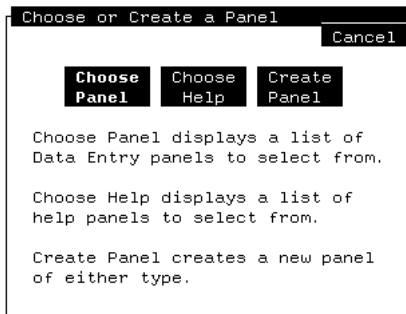 Choose or Create a Panel
Cancel
Choose Panel
Choose Help
Create Panel
Choose Panel displays a list of
Data Entry panels to select from.
Choose Help displays a list of
help panels to select from.
Create Panel creates a new panel
of either type.